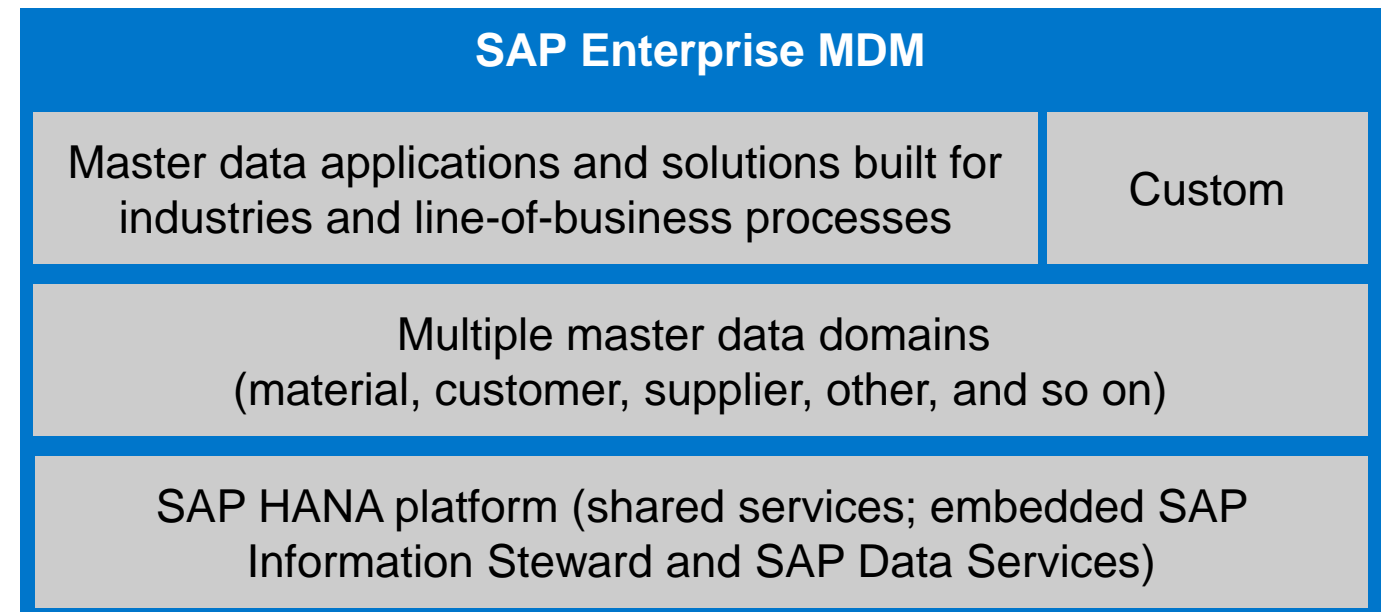 SAP Enterprise MDM
Master data applications and solutions built for
industries and line-of-business processes
Custom
Multiple master data domains
(material, customer, supplier, other, and so on)
SAP HANA platform (shared services; embedded SAP
Information Steward and SAP Data Services)